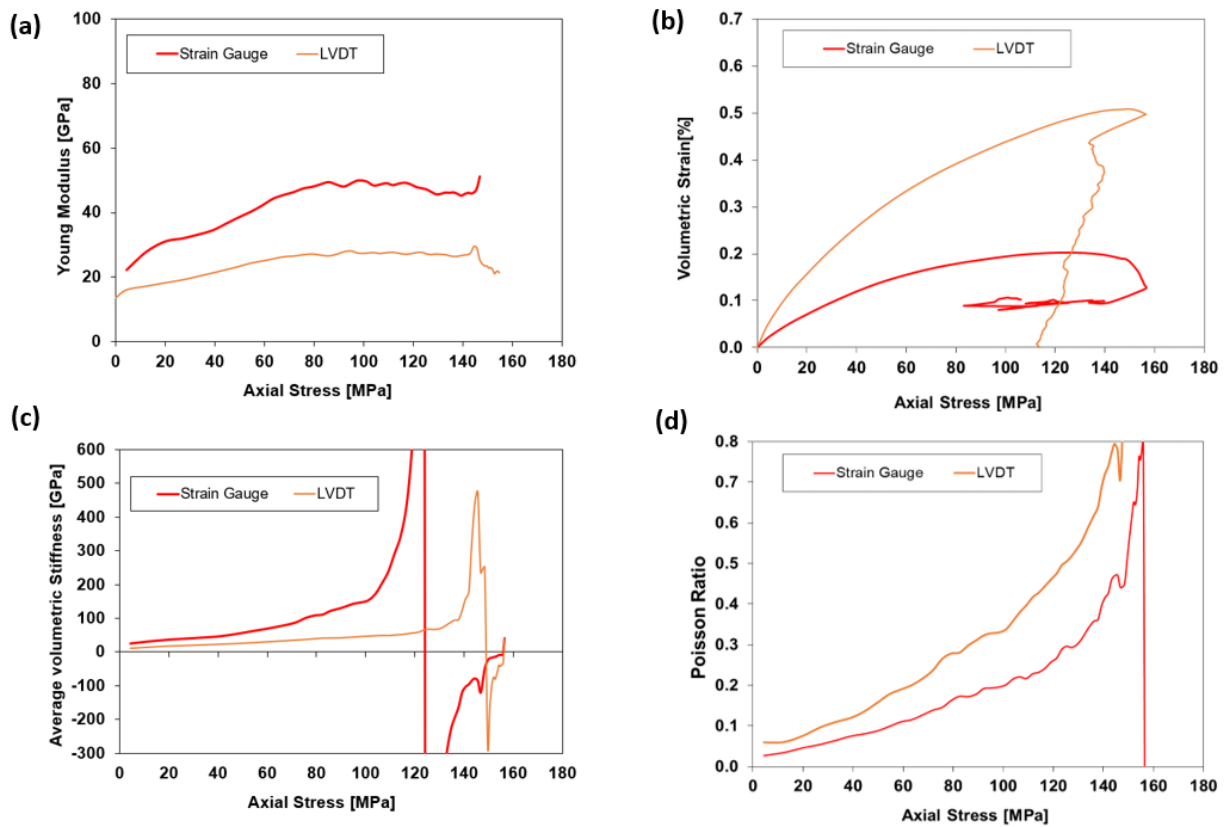 (a)
100
80
60
40
20
0
Young Modulus [GPa]
Strain Gauge LVDT
0 20 40 60 80 100 120 140 160 180
Axial Stress [MPa]
(b)
0.7
0.6
0.5
0.4
0.3
0.2
0.1
0.0
Volumetric Strain[%]
Strain Gauge LVDT
0 20 40 60 80 100 120 140 160 180
Axial Stress [MPa]
(c)
600
500
400
300
200
100
0
-100
-200
-300
Average volumetric Stiffness [GPa]
Strain Gauge LVDT
0 20 40 60 80 100 120 140 160 180
Axial Stress [MPa]
(d)
0.8
0.7
0.6
0.5
0.4
0.3
0.2
0.1
0.0
Poisson Ratio
Strain Gauge LVDT
0 20 40 60 80 100 120 140 160 180
Axial Stress [MPa]